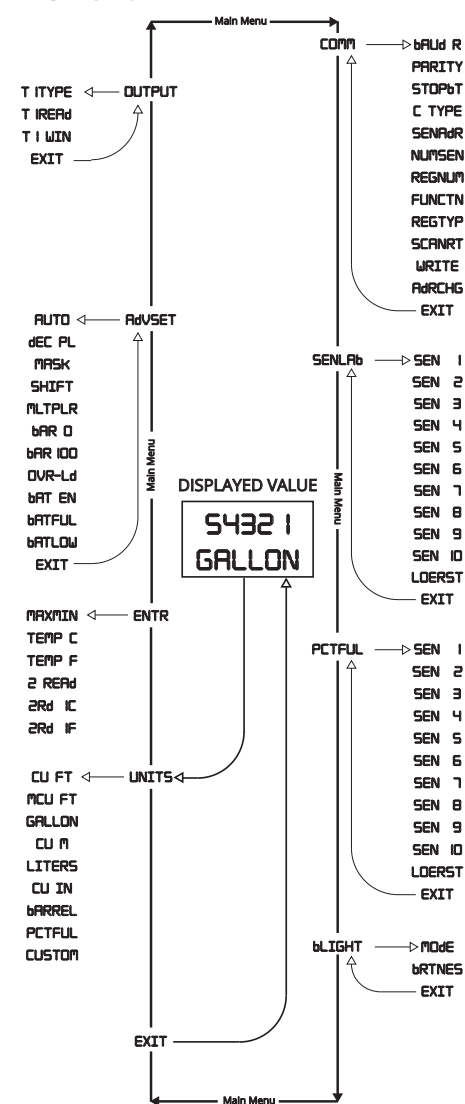 Main Menu
COMM
bAUd R
PARITY
STOPbT
C TYPE
SENAdR
NUMSEN
REGNUM
FUNCTN
REGTYP
SCANRT
WRITE
AdRCHG
EXIT
T 1TYPE
OUTPUT
T 1REAd
T 1 WIN
EXIT
AUTO
AdVSET
dEC PL
MASK
SHIFT
MLTPLR
bAR 0
bAR 100
OVR-Ld
bAT EN
bATFUL
bATLOW
EXIT
Main Menu
SENLAb
SEN 1
SEN 2
SEN 3
SEN 4
SEN 5
SEN 6
SEN 7
SEN 8
SEN 9
SEN 10
LOERST
EXIT
Main Menu
DISPLAYED VALUE
54321
GALLON
MAXMIN
ENTR
TEMP C
TEMP F
2 REAd
2Rd 1C
2Rd 1F
PCTFUL
SEN 1
SEN 2
SEN 3
SEN 4
SEN 5
SEN 6
SEN 7
SEN 8
SEN 9
SEN 10
LOERST
EXIT
CU FT
UNITS
MCU FT
GALLON
CU M
LITERS
CU IN
bARREL
PCTFUL
CUSTOM
bLIGHT
MOdE
bRTNES
EXIT
EXIT
Main Menu